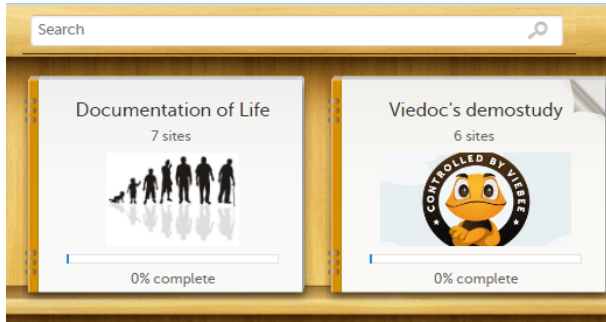 Search
Documentation of Life
7 sites
0% complete
Viedoc's demostudy
6 sites
CONTROLLED BY VIEBEE
0% complete